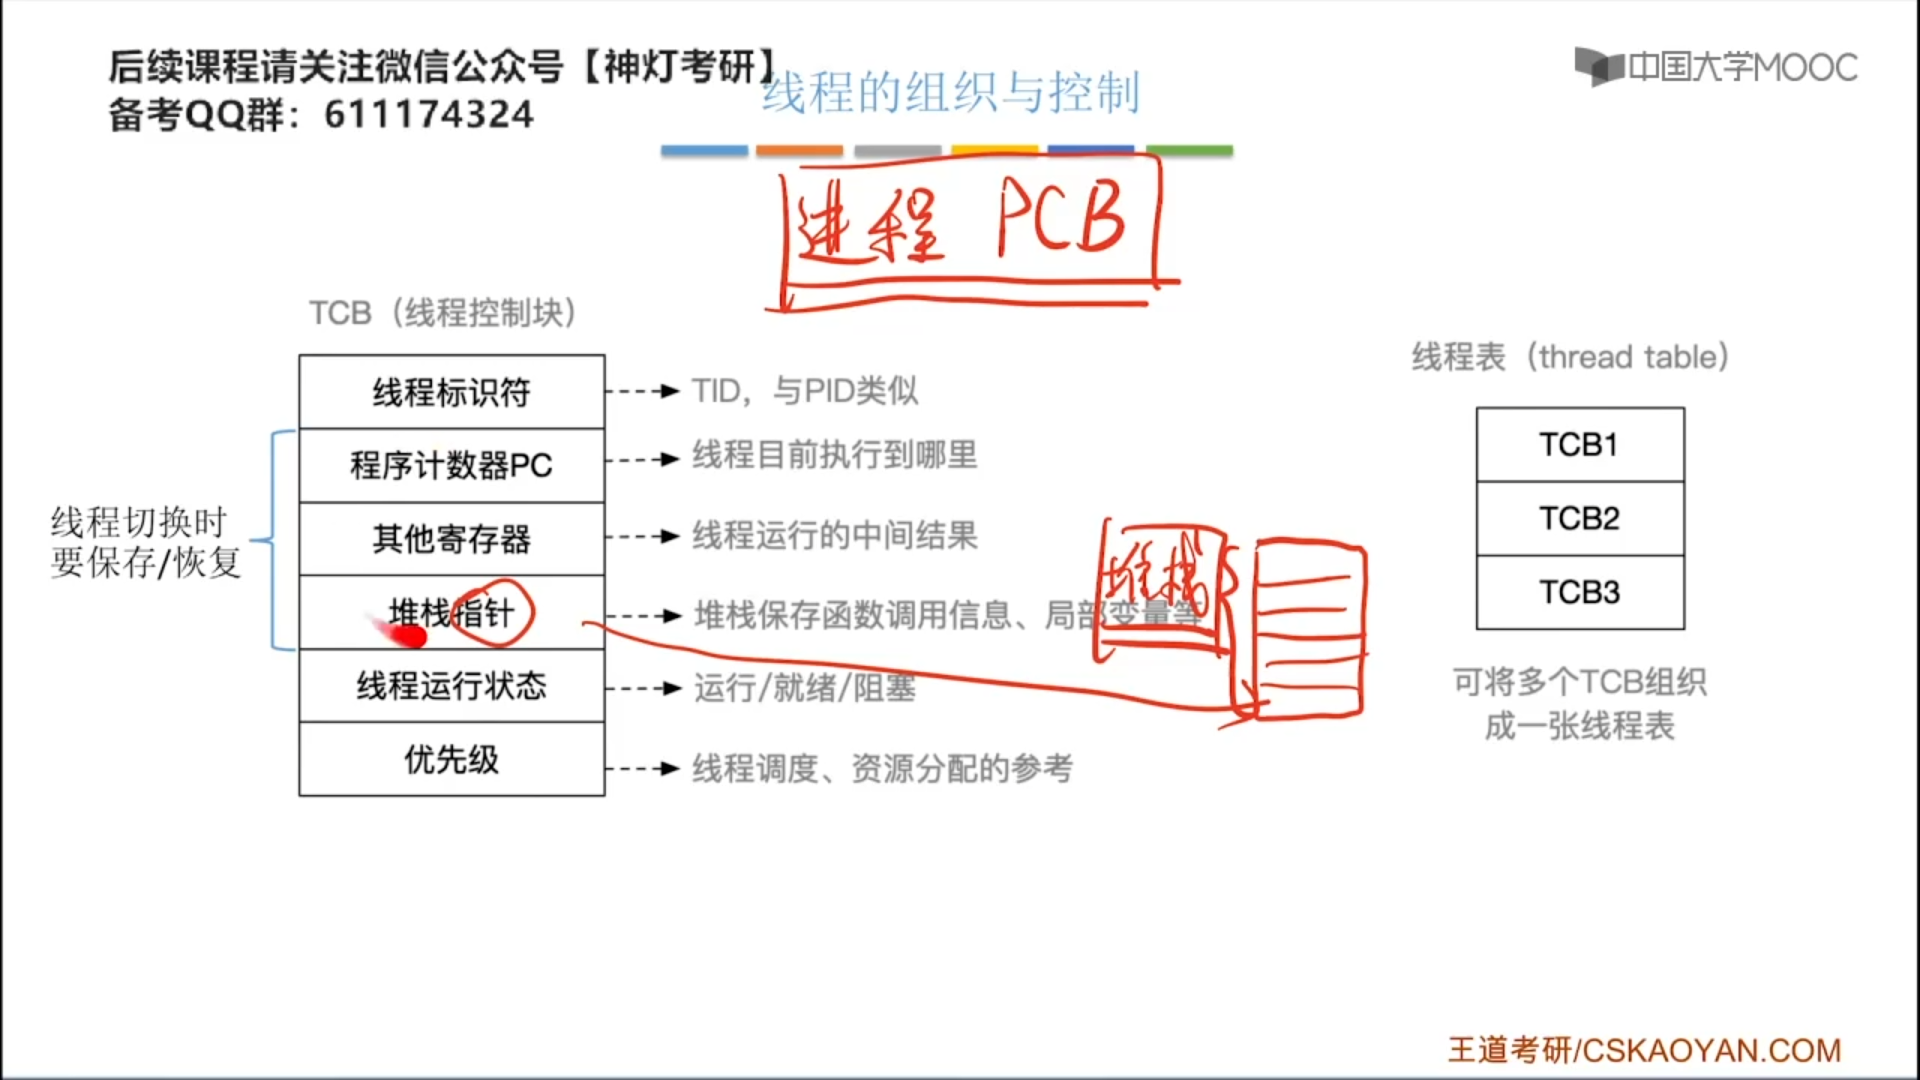 后续课程请关注微信公众号【神灯考研】
备考QQ群：611174324
中国大学MOOC
线程的组织与控制
进程 PCB
TCB（线程控制块）
线程标识符
TID，与PID类似
程序计数器PC
线程目前执行到哪里
其他寄存器
线程运行的中间结果
堆栈指针
堆栈保存函数调用信息、局部变量等
线程运行状态
运行/就绪/阻塞
优先级
线程调度、资源分配的参考
线程切换时
要保存/恢复
堆栈
线程表（thread table）
TCB1
TCB2
TCB3
可将多个TCB组织
成一张线程表
王道考研/CSKAOYAN.COM